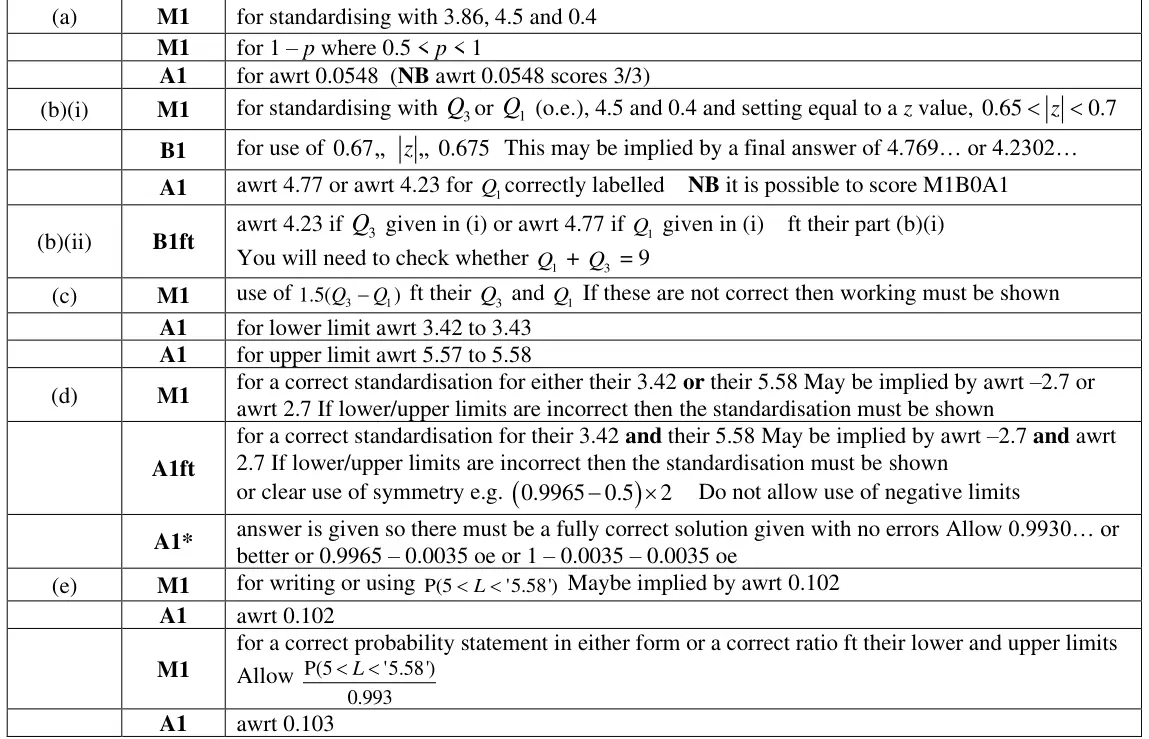 (a) M1 for standardising with 3.86, 4.5 and 0.4
M1 for 1 – p where 0.5 < p < 1
A1 for awrt 0.0548 (NB awrt 0.0548 scores 3/3)
(b)(i) M1 for standardising with Q3 or Q1 (o.e.), 4.5 and 0.4 and setting equal to a z value, 0.65 < |z| < 0.7
B1 for use of 0.67,, |z|,, 0.675 This may be implied by a final answer of 4.769… or 4.2302…
A1 awrt 4.77 or awrt 4.23 for Q1 correctly labelled NB it is possible to score M1B0A1
(b)(ii) B1ft awrt 4.23 if Q3 given in (i) or awrt 4.77 if Q1 given in (i) ft their part (b)(i)
You will need to check whether Q1 + Q3 = 9
(c) M1 use of 1.5(Q3 – Q1) ft their Q3 and Q1 If these are not correct then working must be shown
A1 for lower limit awrt 3.42 to 3.43
A1 for upper limit awrt 5.57 to 5.58
(d) M1 for a correct standardisation for either their 3.42 or their 5.58 May be implied by awrt –2.7 or
awrt 2.7 If lower/upper limits are incorrect then the standardisation must be shown
A1ft for a correct standardisation for their 3.42 and their 5.58 May be implied by awrt –2.7 and awrt
2.7 If lower/upper limits are incorrect then the standardisation must be shown
or clear use of symmetry e.g. (0.9965 – 0.5) × 2 Do not allow use of negative limits
A1* answer is given so there must be a fully correct solution given with no errors Allow 0.9930… or
better or 0.9965 – 0.0035 oe or 1 – 0.0035 – 0.0035 oe
(e) M1 for writing or using P(5 < L < '5.58') Maybe implied by awrt 0.102
A1 awrt 0.102
M1 for a correct probability statement in either form or a correct ratio ft their lower and upper limits
Allow P(5 < L < '5.58')
0.993
A1 awrt 0.103